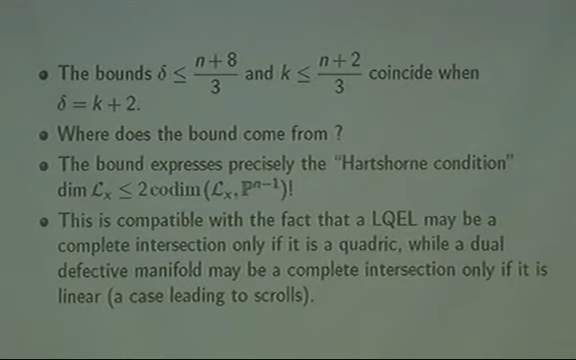 • The bounds δ ≤ (n + 8)/3 and k ≤ (n + 2)/3 coincide when
δ = k + 2.
• Where does the bound come from ?
• The bound expresses precisely the “Hartshorne condition”
dim ℒₓ ≤ 2 codim(ℒₓ, ℙⁿ⁻¹)!
• This is compatible with the fact that a LQEL may be a
complete intersection only if it is a quadric, while a dual
defective manifold may be a complete intersection only if it is
linear (a case leading to scrolls).